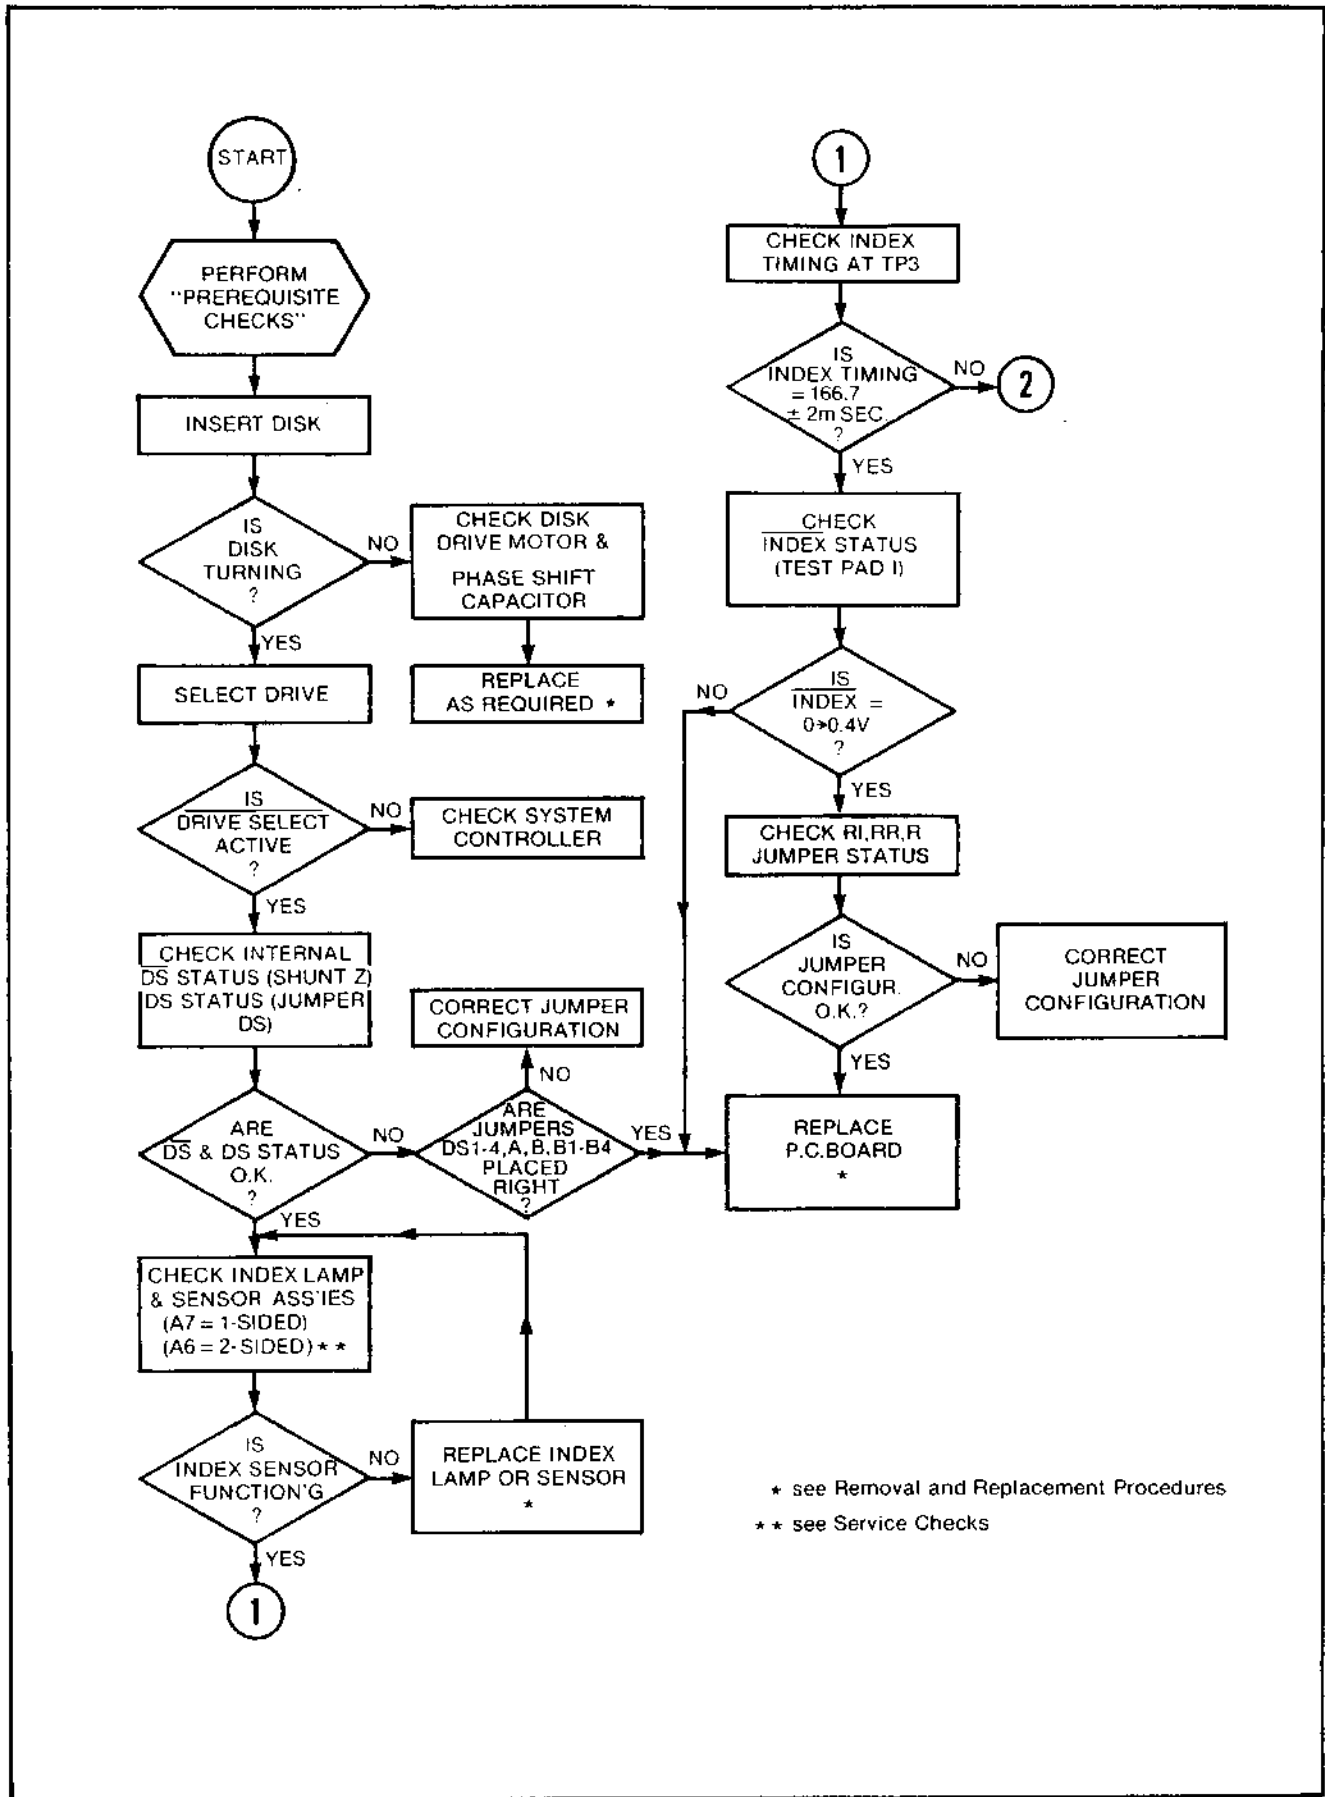 START
PERFORM
"PREREQUISITE
CHECKS"
INSERT DISK
IS
DISK
TURNING
?
NO
CHECK DISK
DRIVE MOTOR &
PHASE SHIFT
CAPACITOR
REPLACE
AS REQUIRED *
YES
SELECT DRIVE
IS
DRIVE SELECT
ACTIVE
?
NO
CHECK SYSTEM
CONTROLLER
YES
CHECK INTERNAL
DS STATUS (SHUNT Z)
DS STATUS (JUMPER
DS)
ARE
DS & DS STATUS
O.K.
?
NO
ARE
JUMPERS
DS1-4,A,B,B1-B4
PLACED
RIGHT
?
NO
CORRECT JUMPER
CONFIGURATION
YES
YES
CHECK INDEX LAMP
& SENSOR ASS'IES
(A7 = 1-SIDED)
(A6 = 2-SIDED) * *
IS
INDEX SENSOR
FUNCTION'G
?
NO
REPLACE INDEX
LAMP OR SENSOR
*
YES
1
1
CHECK INDEX
TIMING AT TP3
IS
INDEX TIMING
= 166.7
± 2m SEC.
?
NO
2
YES
CHECK
INDEX STATUS
(TEST PAD I)
IS
INDEX =
0→0.4V
?
NO
YES
CHECK RI,RR,R
JUMPER STATUS
IS
JUMPER
CONFIGUR.
O.K.?
NO
CORRECT
JUMPER
CONFIGURATION
YES
REPLACE
P.C.BOARD
*
* see Removal and Replacement Procedures
* * see Service Checks